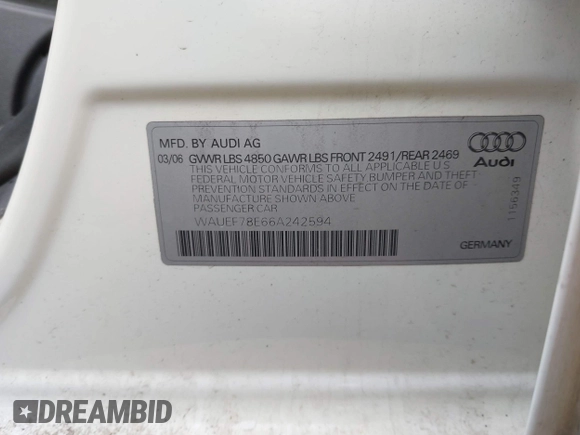 MFD. BY AUDI AG
03/06 GVWR LBS 4850 GAWR LBS FRONT 2491/REAR 2469
THIS VEHICLE CONFORMS TO ALL APPLICABLE U.S.
FEDERAL MOTOR VEHICLE SAFETY, BUMPER AND THEFT
PREVENTION STANDARDS IN EFFECT ON THE DATE OF
MANUFACTURE SHOWN ABOVE
PASSENGER CAR
WAUEF78E66A242594
Audi
1166349
GERMANY
DREAMBID